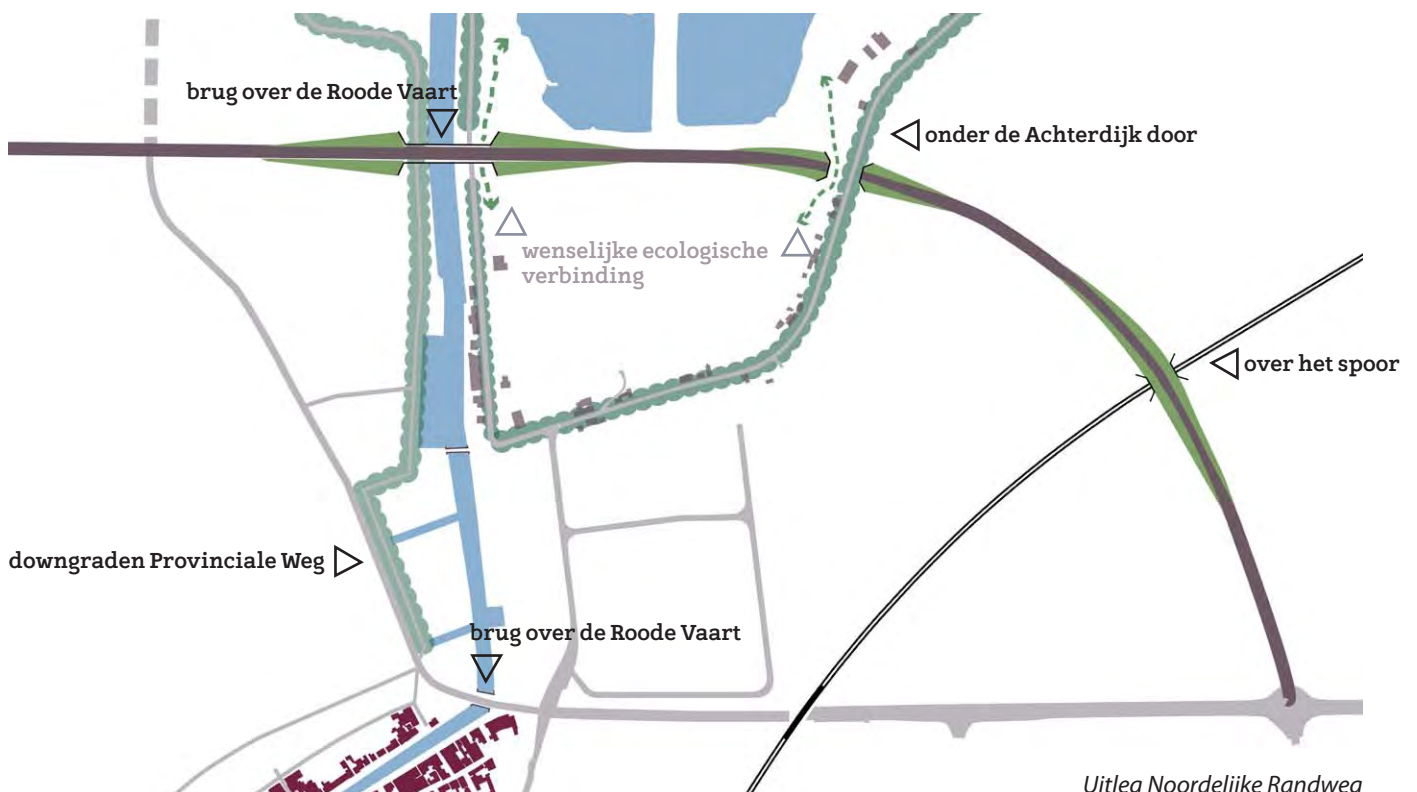 brug over de Roode Vaart
onder de Achterdijk door
wenselijke ecologische
verbinding
over het spoor
downgraden Provinciale Weg
brug over de Roode Vaart
Uitleg Noordelijke Randweg